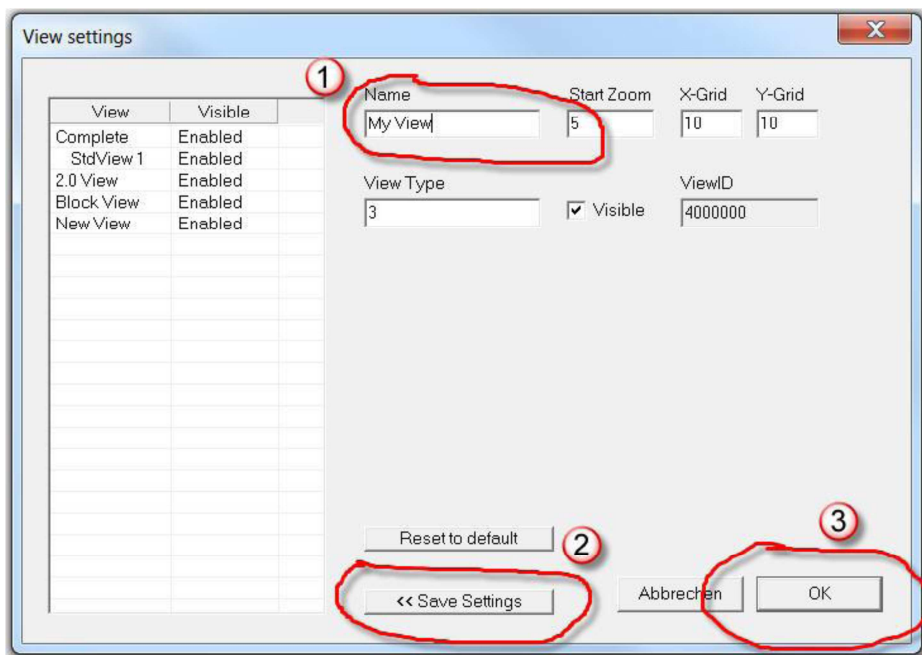 View settings
X
1
Name Start Zoom X-Grid Y-Grid
My View 5 10 10
View Type ViewID
3 Visible 4000000
View Visible
Complete Enabled
StdView 1 Enabled
2.0 View Enabled
Block View Enabled
New View Enabled
Reset to default
2
<< Save Settings
Abbrechen
3
OK